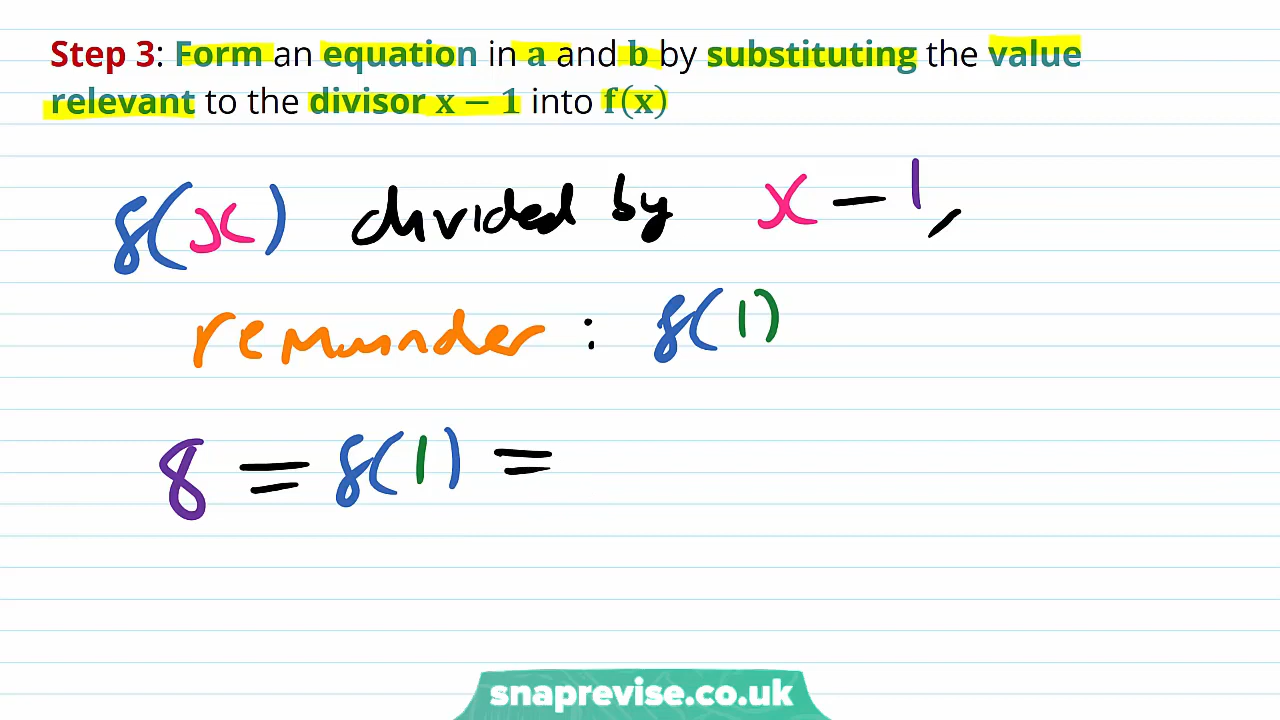 Step 3: Form an equation in a and b by substituting the value
relevant to the divisor x − 1 into f(x)
f(x) divided by x − 1,
remainder : f(1)
8 = f(1) =
snaprevise.co.uk